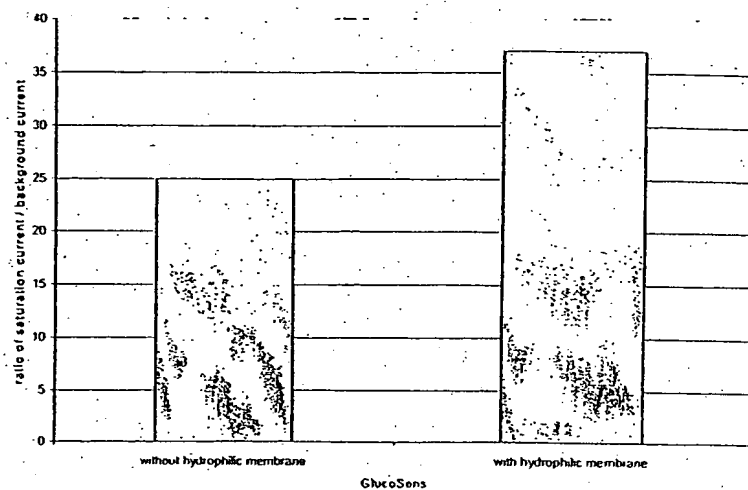 40
35
30
25
20
15
10
5
0
ratio of saturation current / background current
without hydrophilic membrane
with hydrophilic membrane
GlucoSens